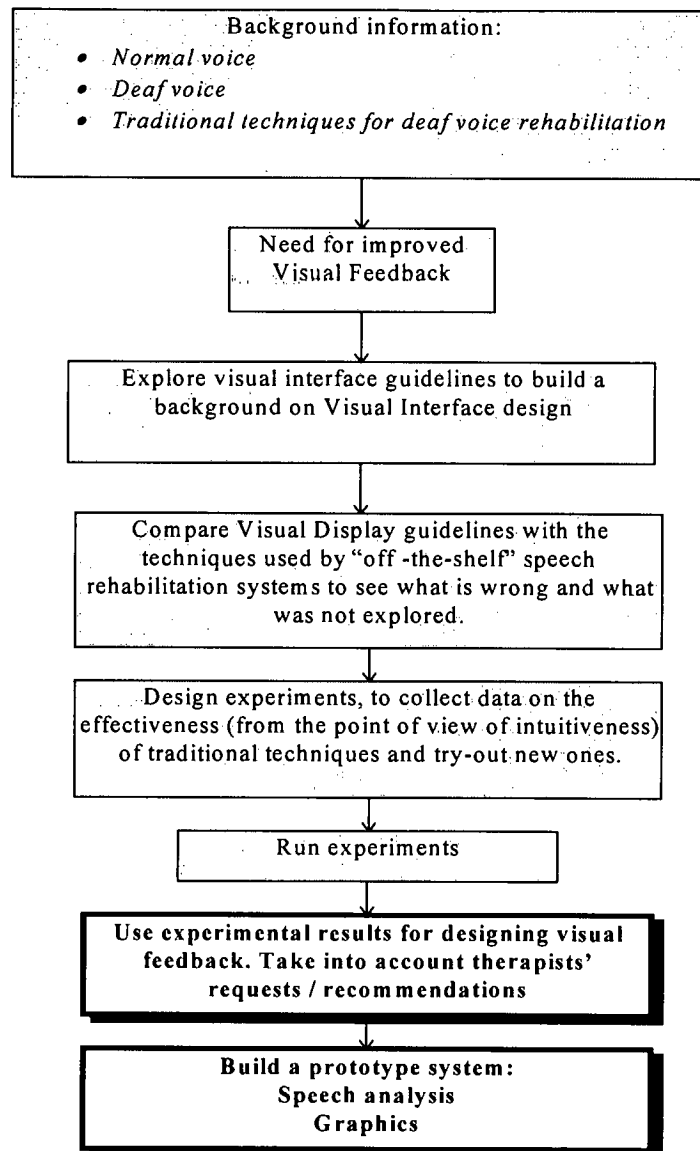 Background information:
• Normal voice
• Deaf voice
• Traditional techniques for deaf voice rehabilitation
Need for improved
Visual Feedback
Explore visual interface guidelines to build a
background on Visual Interface design
Compare Visual Display guidelines with the
techniques used by “off -the-shelf” speech
rehabilitation systems to see what is wrong and what
was not explored.
Design experiments, to collect data on the
effectiveness (from the point of view of intuitiveness)
of traditional techniques and try-out new ones.
Run experiments
Use experimental results for designing visual
feedback. Take into account therapists’
requests / recommendations
Build a prototype system:
Speech analysis
Graphics